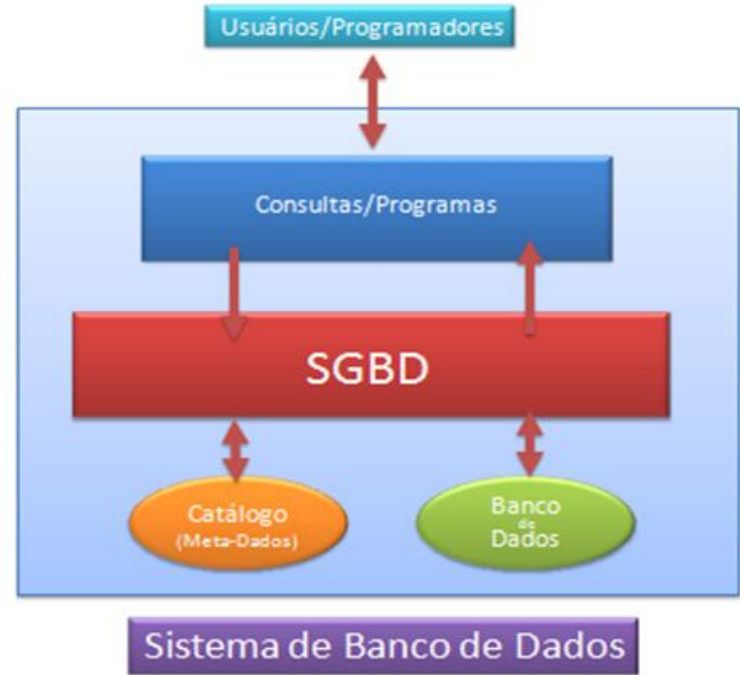 Usuários/Programadores
Consultas/Programas
SGBD
Catálogo
(Meta-Dados)
Banco
de
Dados
Sistema de Banco de Dados